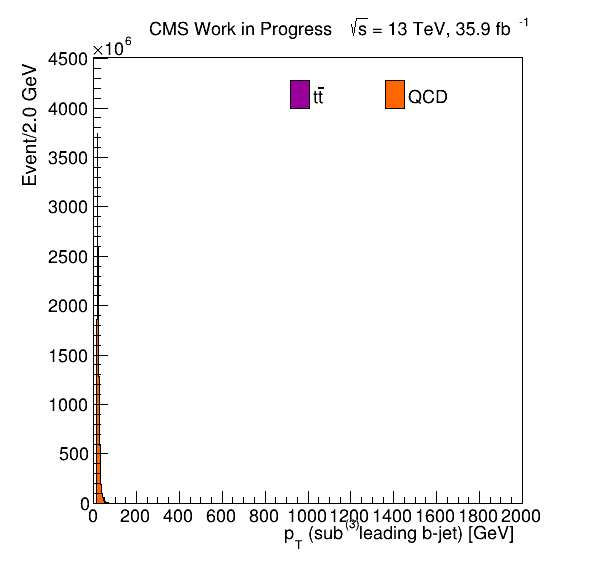 CMS Work in Progress √s = 13 TeV, 35.9 fb⁻¹
×10⁶
Event/2.0 GeV
tt̄
QCD
4500
4000
3500
3000
2500
2000
1500
1000
500
0
0 200 400 600 800 1000 1200 1400 1600 1800 2000
p_T (sub⁽³⁾leading b-jet) [GeV]